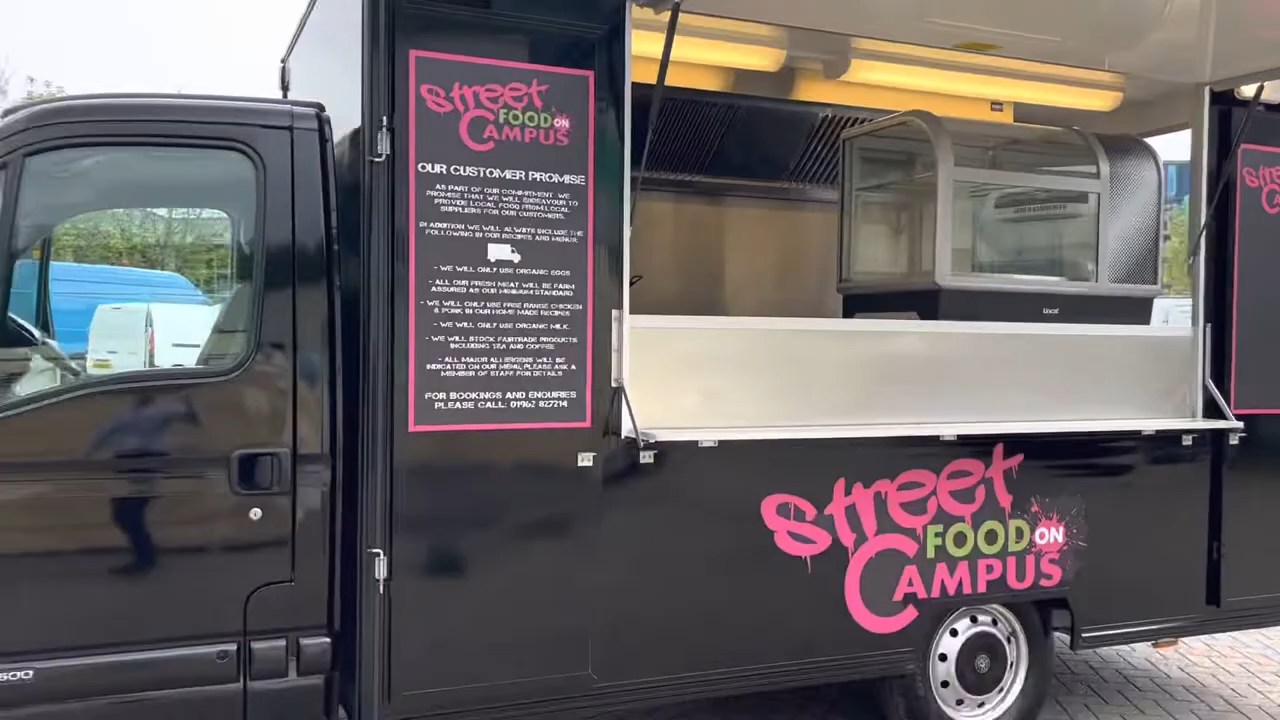 Street
FOOD ON
CAMPUS
OUR CUSTOMER PROMISE
AS PART OF OUR COMMITMENT, WE
PROMISE THAT WE WILL ENDEAVOUR TO
PROVIDE LOCAL FOOD FROM LOCAL
SUPPLIERS FOR OUR CUSTOMERS.
IN ADDITION WE WILL ALWAYS INCLUDE THE
FOLLOWING IN OUR RECIPES AND MENUS:
- WE WILL ONLY USE ORGANIC EGGS
- ALL OUR FRESH MEAT WILL BE FARM
ASSURED AS OUR MINIMUM STANDARD
- WE WILL ONLY USE FREE RANGE CHICKEN
& PORK IN OUR HOME MADE RECIPES
- WE WILL ONLY USE ORGANIC MILK.
- WE WILL STOCK FAIRTRADE PRODUCTS
INCLUDING TEA AND COFFEE
- ALL MAJOR ALLERGENS WILL BE
INDICATED ON OUR MENU, PLEASE ASK A
MEMBER OF STAFF FOR DETAILS
FOR BOOKINGS AND ENQUIRIES
PLEASE CALL: 01962 827214
Lincat
Street
FOOD ON
CAMPUS